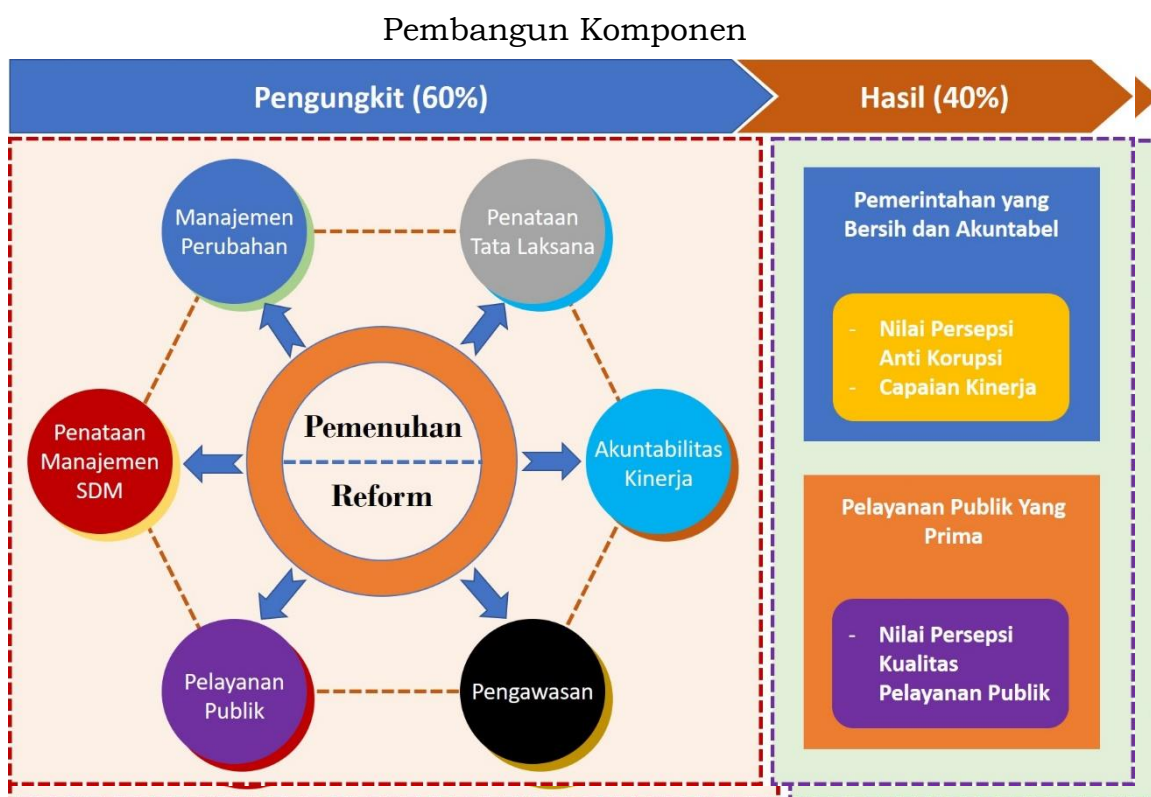 Pembangun Komponen
Pengungkit (60%)
Hasil (40%)
Manajemen
Perubahan
Penataan
Tata Laksana
Penataan
Manajemen
SDM
Pemenuhan
Reform
Akuntabilitas
Kinerja
Pelayanan
Publik
Pengawasan
Pemerintahan yang
Bersih dan Akuntabel
- Nilai Persepsi
Anti Korupsi
- Capaian Kinerja
Pelayanan Publik Yang
Prima
- Nilai Persepsi
Kualitas
Pelayanan Publik